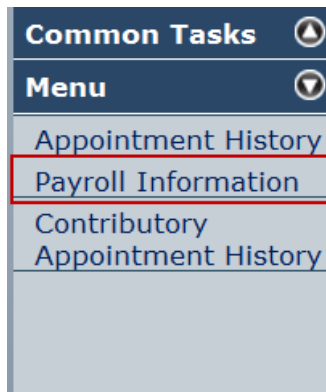 Common Tasks
Menu
Appointment History
Payroll Information
Contributory
Appointment History